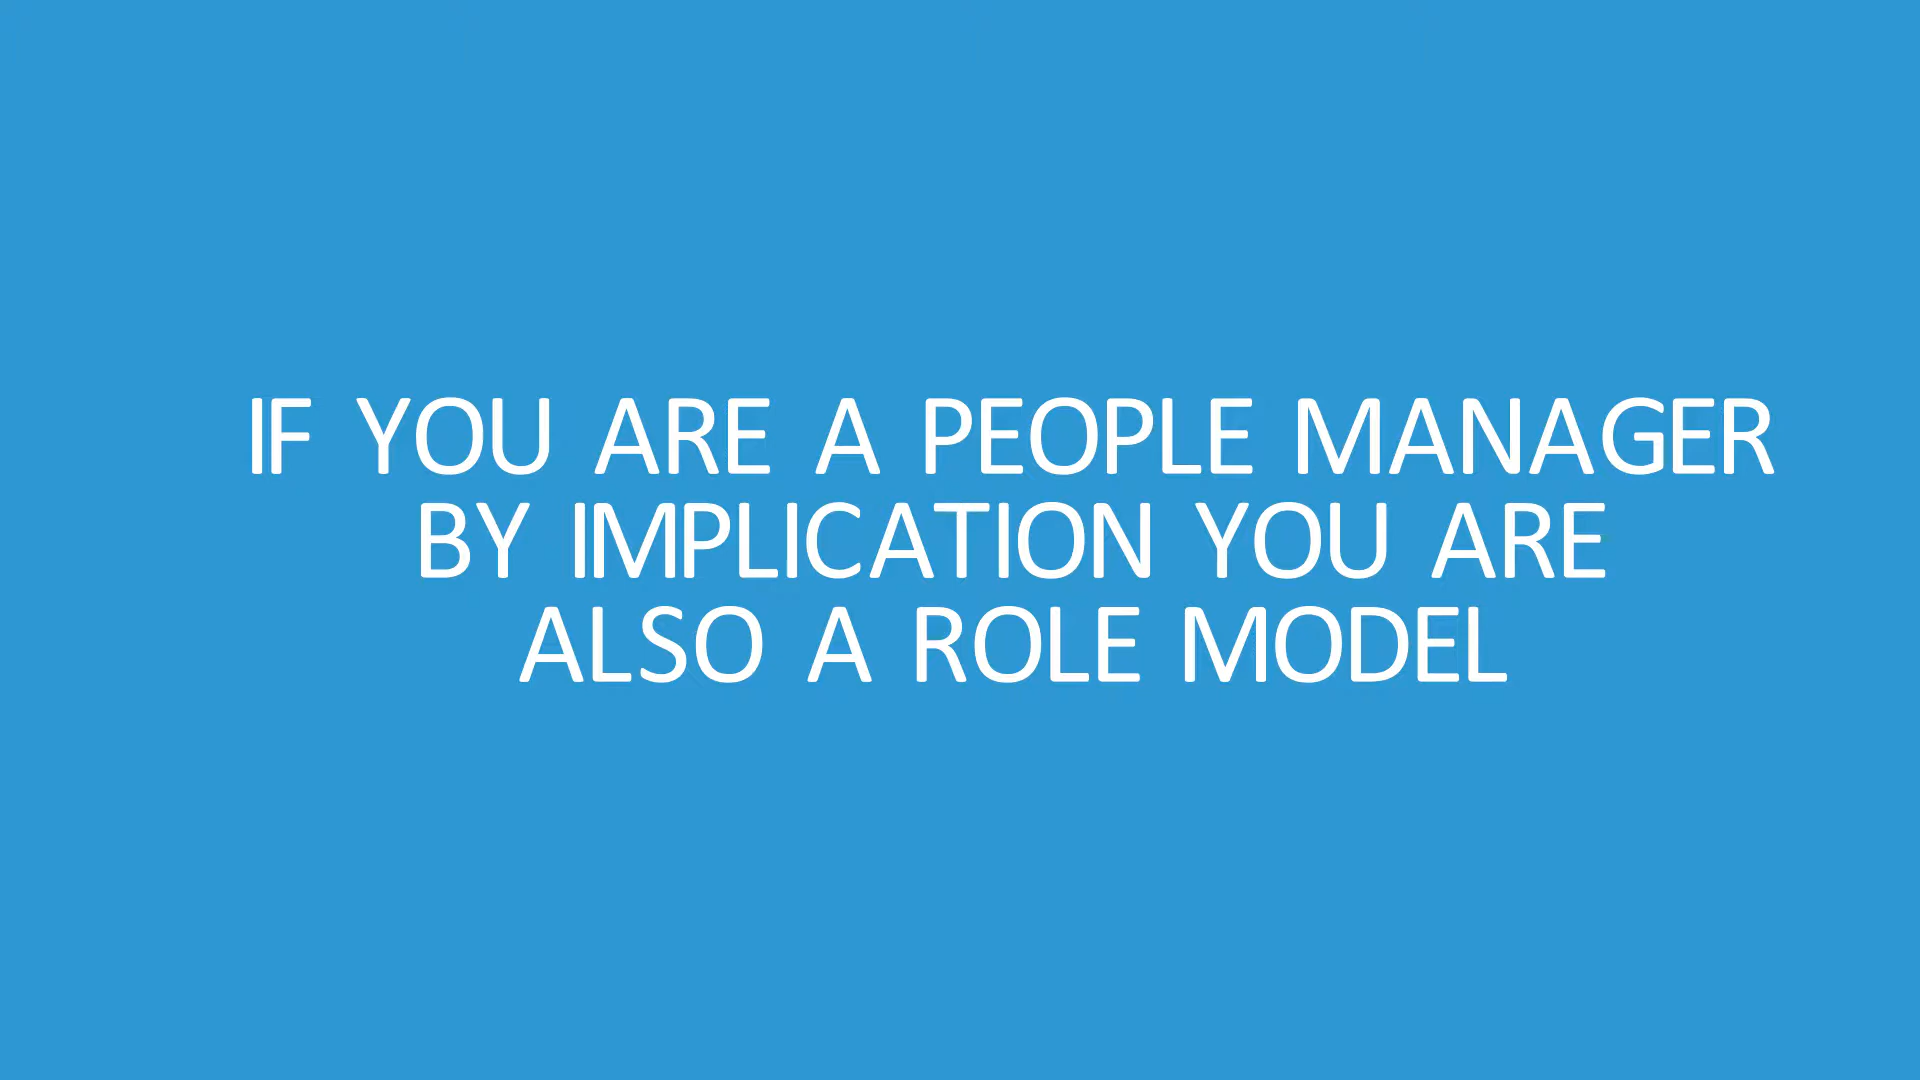 IF YOU ARE A PEOPLE MANAGER
BY IMPLICATION YOU ARE
ALSO A ROLE MODEL